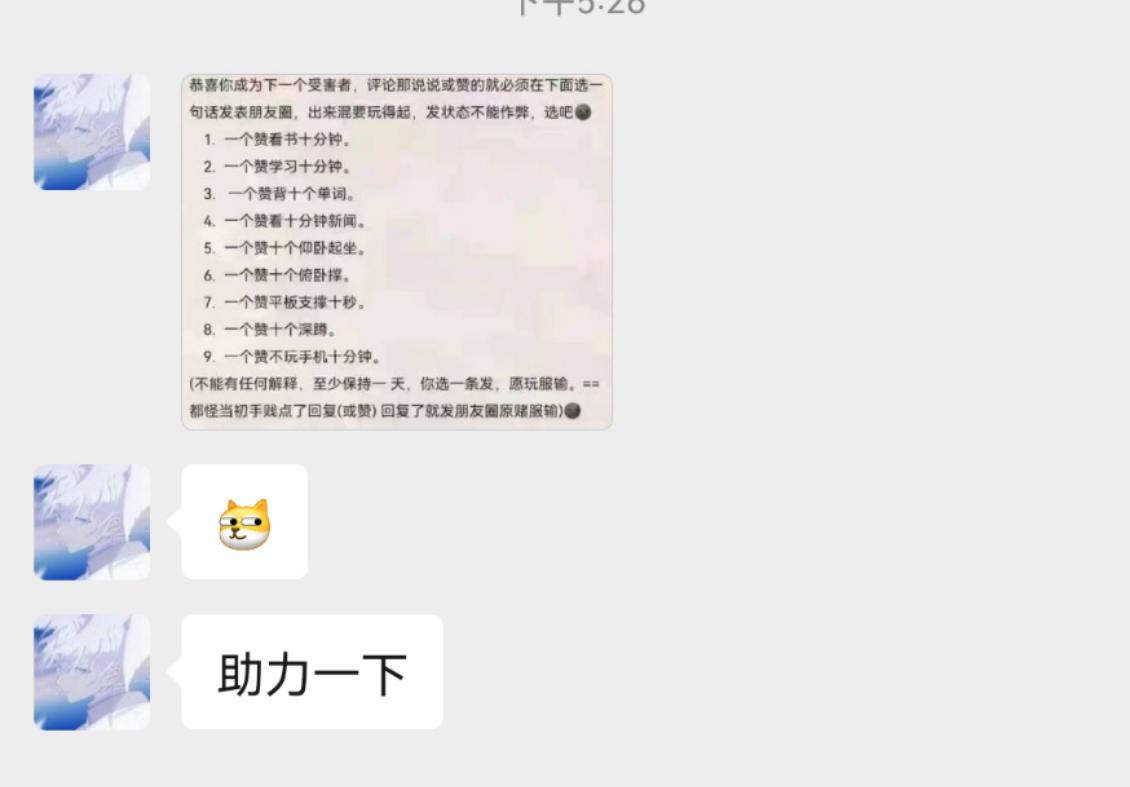 下午5:26
恭喜你成为下一个受害者，评论那说说或赞的就必须在下面选一
句话发表朋友圈，出来混要玩得起，发状态不能作弊，选吧
1. 一个赞看书十分钟。
2. 一个赞学习十分钟。
3. 一个赞背十个单词。
4. 一个赞看十分钟新闻。
5. 一个赞十个仰卧起坐。
6. 一个赞十个俯卧撑。
7. 一个赞平板支撑十秒。
8. 一个赞十个深蹲。
9. 一个赞不玩手机十分钟。
(不能有任何解释，至少保持一 天，你选一条发，愿玩服输。==
都怪当初手贱点了回复(或赞) 回复了就发朋友圈原赌服输)
助力一下